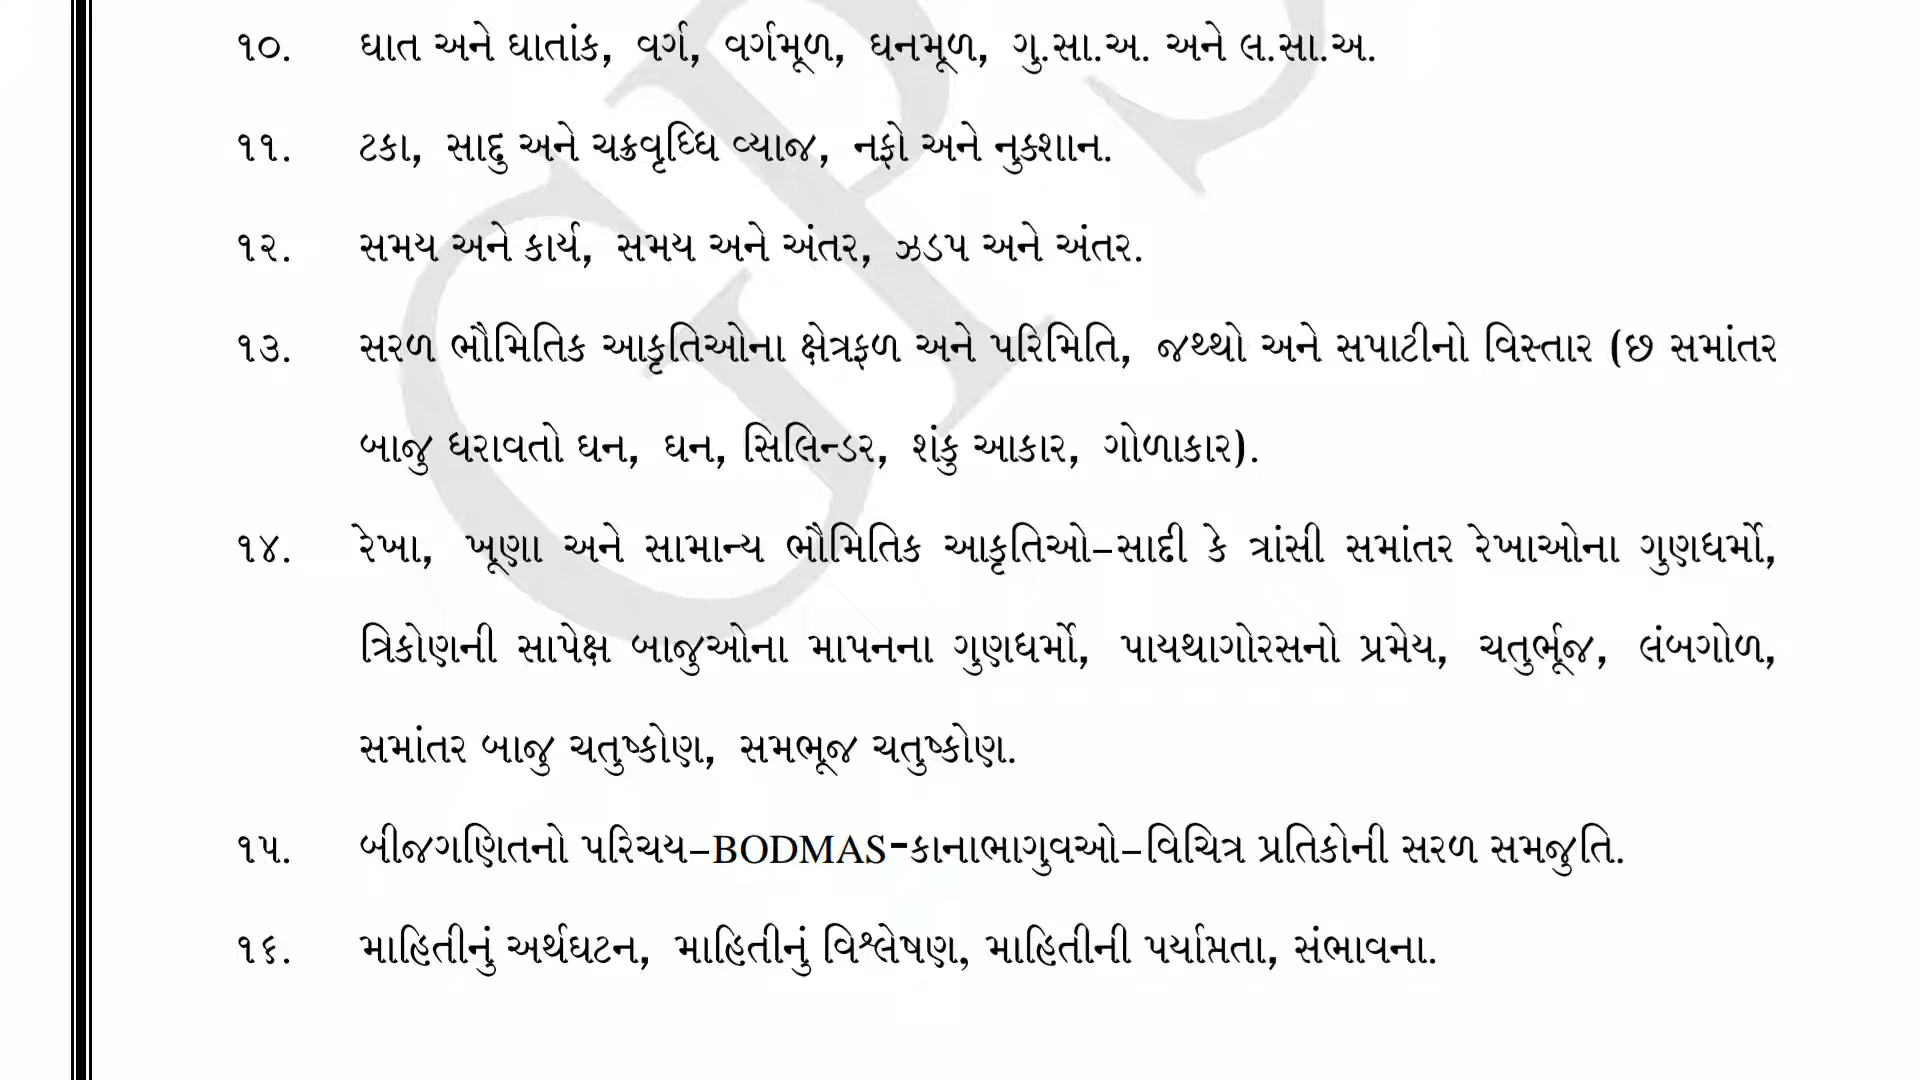 ૧૦. ઘાત અને ઘાતાંક, વર્ગ, વર્ગમૂળ, ઘનમૂળ, ગુ.સા.અ. અને લ.સા.અ.
૧૧. ટકા, સાદુ અને ચક્રવૃધ્ધિ વ્યાજ, નફો અને નુકશાન.
૧૨. સમય અને કાર્ય, સમય અને અંતર, ઝડપ અને અંતર.
૧૩. સરળ ભૌમિતિક આકૃતિઓના ક્ષેત્રફળ અને પરિમિતિ, જથ્થો અને સપાટીનો વિસ્તાર (છ સમાંતર
બાજુ ધરાવતો ઘન, ઘન, સિલિન્ડર, શંકુ આકાર, ગોળાકાર).
૧૪. રેખા, ખૂણા અને સામાન્ય ભૌમિતિક આકૃતિઓ–સાદી કે ત્રાંસી સમાંતર રેખાઓના ગુણધર્મો,
ત્રિકોણની સાપેક્ષ બાજુઓના માપનના ગુણધર્મો, પાયથાગોરસનો પ્રમેય, ચતુર્ભૂજ, લંબગોળ,
સમાંતર બાજુ ચતુષ્કોણ, સમભૂજ ચતુષ્કોણ.
૧૫. બીજગણિતનો પરિચય–BODMAS-કાનાભાગુવઓ–વિચિત્ર પ્રતિકોની સરળ સમજુતિ.
૧૬. માહિતીનું અર્થઘટન, માહિતીનું વિશ્લેષણ, માહિતીની પર્યાપ્તતા, સંભાવના.